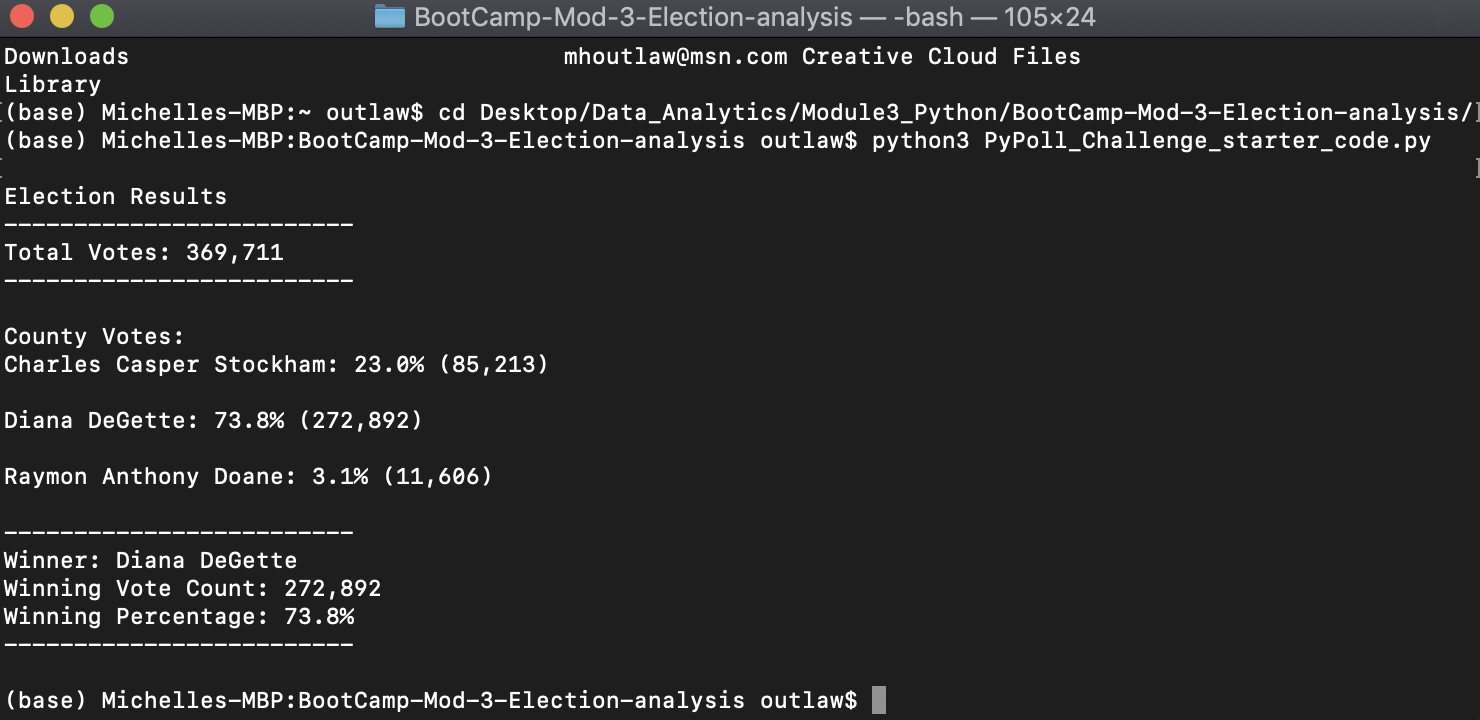 BootCamp-Mod-3-Election-analysis — -bash — 105×24
Downloads mhoutlaw@msn.com Creative Cloud Files
Library
[(base) Michelles-MBP:~ outlaw$ cd Desktop/Data_Analytics/Module3_Python/BootCamp-Mod-3-Election-analysis/]
(base) Michelles-MBP:BootCamp-Mod-3-Election-analysis outlaw$ python3 PyPoll_Challenge_starter_code.py
[ ]
Election Results
-------------------------
Total Votes: 369,711
-------------------------
County Votes:
Charles Casper Stockham: 23.0% (85,213)
Diana DeGette: 73.8% (272,892)
Raymon Anthony Doane: 3.1% (11,606)
-------------------------
Winner: Diana DeGette
Winning Vote Count: 272,892
Winning Percentage: 73.8%
-------------------------
(base) Michelles-MBP:BootCamp-Mod-3-Election-analysis outlaw$